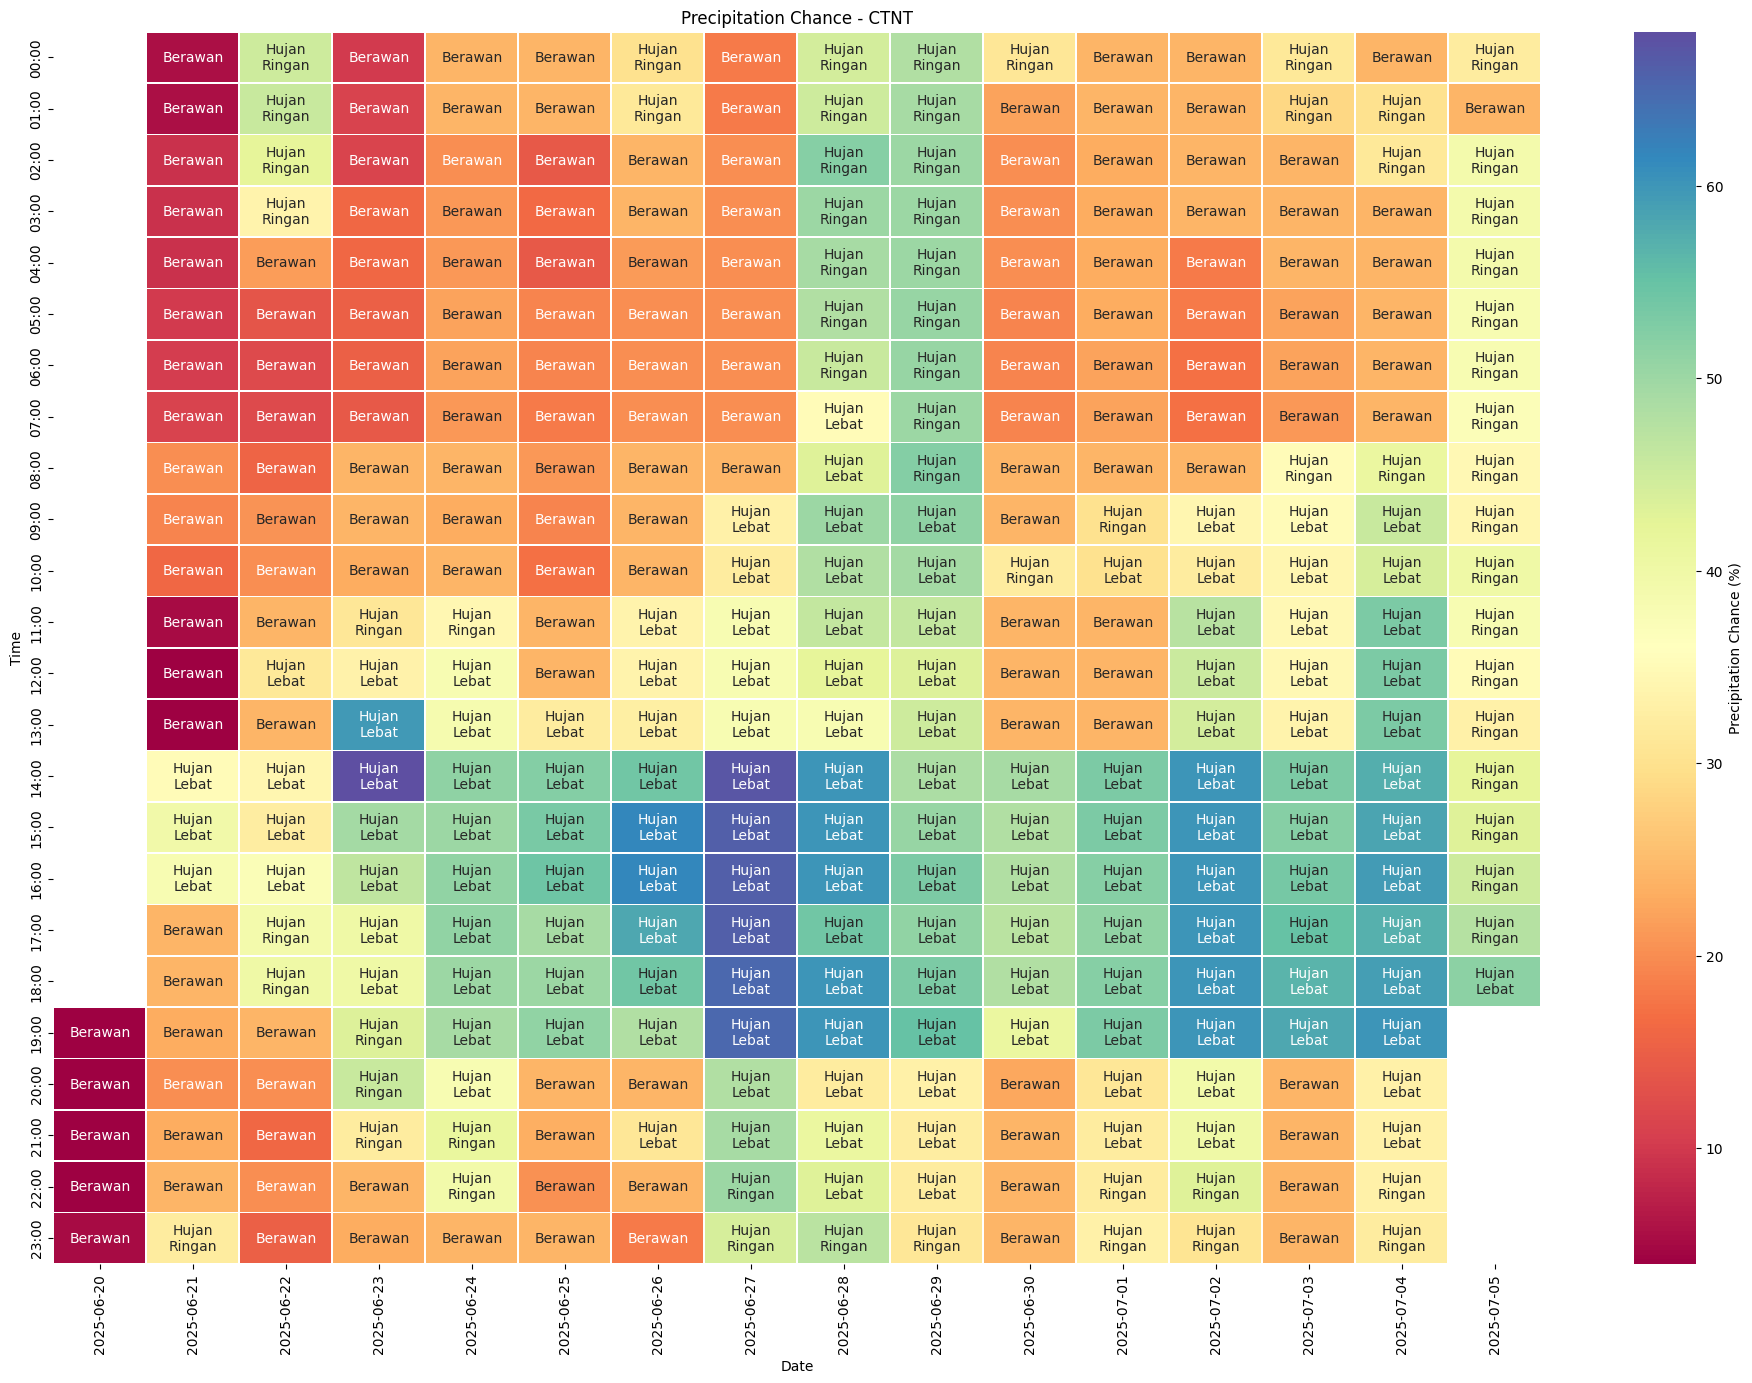 Precipitation Chance - CTNT
00:00 Berawan Hujan Ringan Berawan Berawan Berawan Hujan Ringan Berawan Hujan Ringan Hujan Ringan Hujan Ringan Berawan Berawan Hujan Ringan Berawan Hujan Ringan
01:00 Berawan Hujan Ringan Berawan Berawan Berawan Hujan Ringan Berawan Hujan Ringan Hujan Ringan Berawan Berawan Berawan Hujan Ringan Hujan Ringan Berawan
02:00 Berawan Hujan Ringan Berawan Berawan Berawan Berawan Berawan Hujan Ringan Hujan Ringan Berawan Berawan Berawan Berawan Hujan Ringan Hujan Ringan
03:00 Berawan Hujan Ringan Berawan Berawan Berawan Berawan Berawan Hujan Ringan Hujan Ringan Berawan Berawan Berawan Berawan Berawan Hujan Ringan
04:00 Berawan Berawan Berawan Berawan Berawan Berawan Berawan Hujan Ringan Hujan Ringan Berawan Berawan Berawan Berawan Berawan Hujan Ringan
05:00 Berawan Berawan Berawan Berawan Berawan Berawan Berawan Hujan Ringan Hujan Ringan Berawan Berawan Berawan Berawan Berawan Hujan Ringan
06:00 Berawan Berawan Berawan Berawan Berawan Berawan Berawan Hujan Ringan Hujan Ringan Berawan Berawan Berawan Berawan Berawan Hujan Ringan
07:00 Berawan Berawan Berawan Berawan Berawan Berawan Berawan Hujan Lebat Hujan Ringan Berawan Berawan Berawan Berawan Berawan Hujan Ringan
08:00 Berawan Berawan Berawan Berawan Berawan Berawan Berawan Hujan Lebat Hujan Ringan Berawan Berawan Berawan Hujan Ringan Hujan Ringan Hujan Ringan
09:00 Berawan Berawan Berawan Berawan Berawan Berawan Hujan Lebat Hujan Lebat Hujan Lebat Berawan Hujan Ringan Hujan Lebat Hujan Lebat Hujan Lebat Hujan Ringan
10:00 Berawan Berawan Berawan Berawan Berawan Berawan Hujan Lebat Hujan Lebat Hujan Lebat Hujan Ringan Hujan Lebat Hujan Lebat Hujan Lebat Hujan Lebat Hujan Ringan
11:00 Berawan Berawan Hujan Ringan Hujan Ringan Berawan Hujan Lebat Hujan Lebat Hujan Lebat Hujan Lebat Berawan Berawan Hujan Lebat Hujan Lebat Hujan Lebat Hujan Ringan
12:00 Berawan Hujan Lebat Hujan Lebat Hujan Lebat Berawan Hujan Lebat Hujan Lebat Hujan Lebat Hujan Lebat Berawan Berawan Hujan Lebat Hujan Lebat Hujan Lebat Hujan Ringan
13:00 Berawan Berawan Hujan Lebat Hujan Lebat Hujan Lebat Hujan Lebat Hujan Lebat Hujan Lebat Hujan Lebat Berawan Berawan Hujan Lebat Hujan Lebat Hujan Lebat Hujan Ringan
14:00 Hujan Lebat Hujan Lebat Hujan Lebat Hujan Lebat Hujan Lebat Hujan Lebat Hujan Lebat Hujan Lebat Hujan Lebat Hujan Lebat Hujan Lebat Hujan Lebat Hujan Lebat Hujan Lebat Hujan Ringan
15:00 Hujan Lebat Hujan Lebat Hujan Lebat Hujan Lebat Hujan Lebat Hujan Lebat Hujan Lebat Hujan Lebat Hujan Lebat Hujan Lebat Hujan Lebat Hujan Lebat Hujan Lebat Hujan Lebat Hujan Ringan
16:00 Hujan Lebat Hujan Lebat Hujan Lebat Hujan Lebat Hujan Lebat Hujan Lebat Hujan Lebat Hujan Lebat Hujan Lebat Hujan Lebat Hujan Lebat Hujan Lebat Hujan Lebat Hujan Lebat Hujan Ringan
17:00 Berawan Hujan Ringan Hujan Lebat Hujan Lebat Hujan Lebat Hujan Lebat Hujan Lebat Hujan Lebat Hujan Lebat Hujan Lebat Hujan Lebat Hujan Lebat Hujan Lebat Hujan Lebat Hujan Ringan
18:00 Berawan Hujan Ringan Hujan Lebat Hujan Lebat Hujan Lebat Hujan Lebat Hujan Lebat Hujan Lebat Hujan Lebat Hujan Lebat Hujan Lebat Hujan Lebat Hujan Lebat Hujan Lebat Hujan Lebat
19:00 Berawan Berawan Berawan Hujan Ringan Hujan Lebat Hujan Lebat Hujan Lebat Hujan Lebat Hujan Lebat Hujan Lebat Hujan Lebat Hujan Lebat Hujan Lebat Hujan Lebat Hujan Lebat
20:00 Berawan Berawan Berawan Hujan Ringan Hujan Lebat Berawan Berawan Hujan Lebat Hujan Lebat Hujan Lebat Berawan Hujan Lebat Hujan Lebat Berawan Hujan Lebat
21:00 Berawan Berawan Berawan Hujan Ringan Hujan Ringan Berawan Hujan Lebat Hujan Lebat Hujan Lebat Hujan Lebat Berawan Hujan Lebat Hujan Lebat Berawan Hujan Lebat
22:00 Berawan Berawan Berawan Berawan Hujan Ringan Berawan Berawan Hujan Ringan Hujan Lebat Hujan Lebat Berawan Hujan Ringan Hujan Ringan Berawan Hujan Ringan
23:00 Berawan Hujan Ringan Berawan Berawan Berawan Berawan Berawan Hujan Ringan Hujan Ringan Hujan Ringan Berawan Hujan Ringan Hujan Ringan Berawan Hujan Ringan
Time
2025-06-20 2025-06-21 2025-06-22 2025-06-23 2025-06-24 2025-06-25 2025-06-26 2025-06-27 2025-06-28 2025-06-29 2025-06-30 2025-07-01 2025-07-02 2025-07-03 2025-07-04 2025-07-05
Date
60
50
40
30
20
10
Precipitation Chance (%)